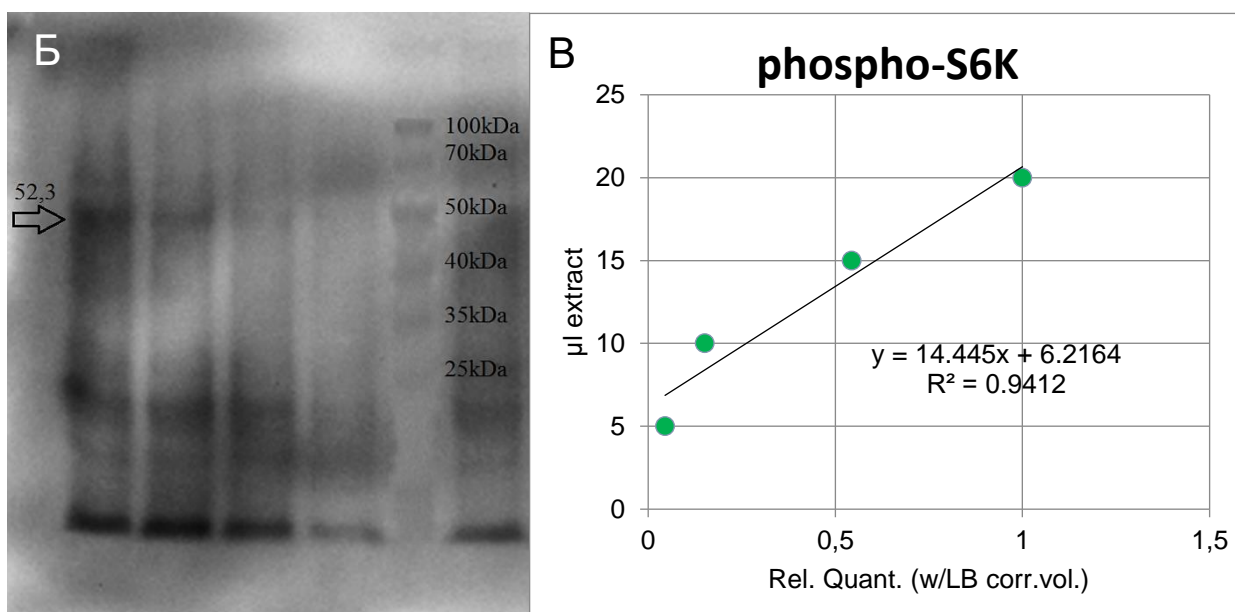 Б
52,3
100kDa
70kDa
50kDa
40kDa
35kDa
25kDa
В
phospho-S6K
25
20
15
10
5
0
0 0,5 1 1,5
µl extract
y = 14.445x + 6.2164
R² = 0.9412
Rel. Quant. (w/LB corr.vol.)